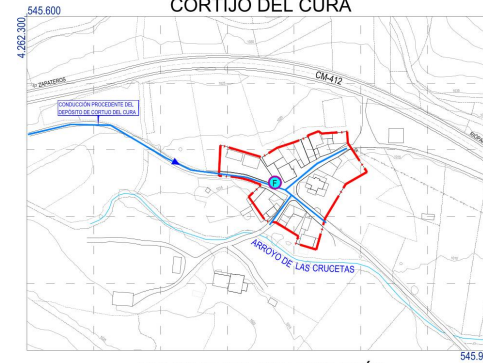 CORTIJO DEL CURA
545.600
4.262.300
CM-412
ZAPATEROS
CONDUCCIÓN PROCEDENTE DEL
DEPÓSITO DE CORTIJO DEL CURA
F
ARROYO DE LAS CRUCETAS
545.9